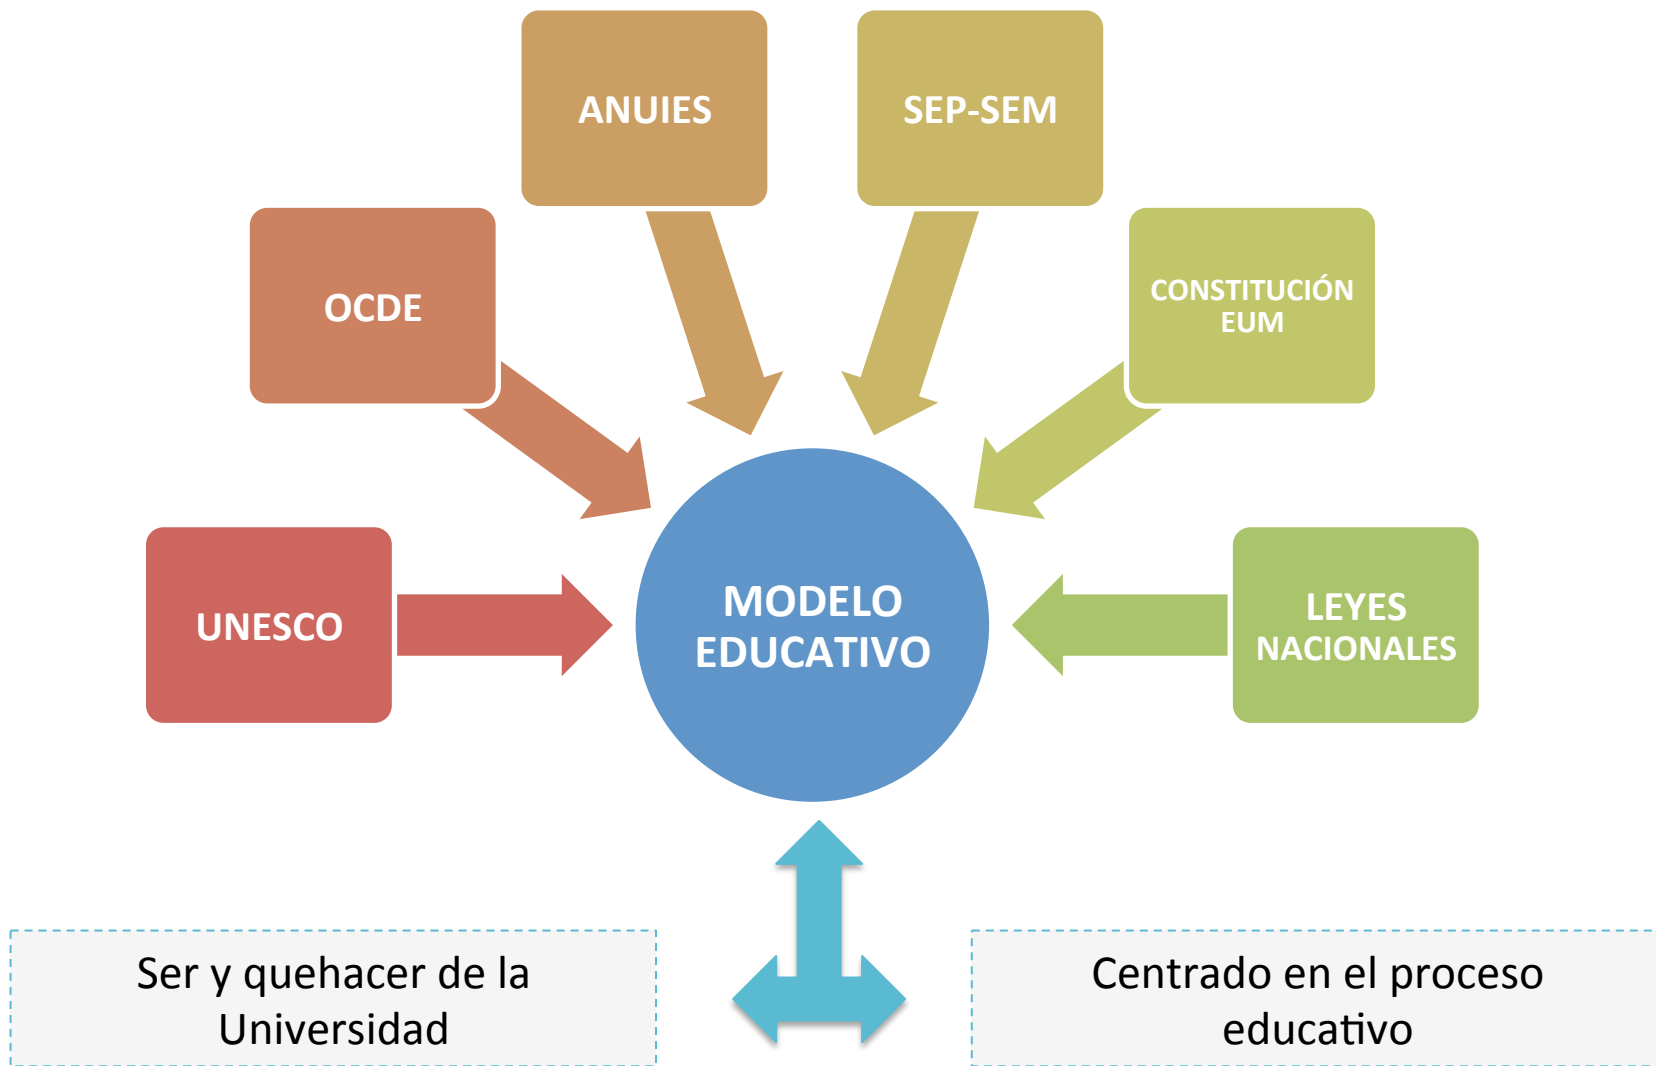 ANUIES
SEP-SEM
OCDE
CONSTITUCIÓN
EUM
UNESCO
MODELO
EDUCATIVO
LEYES
NACIONALES
Ser y quehacer de la
Universidad
Centrado en el proceso
educativo